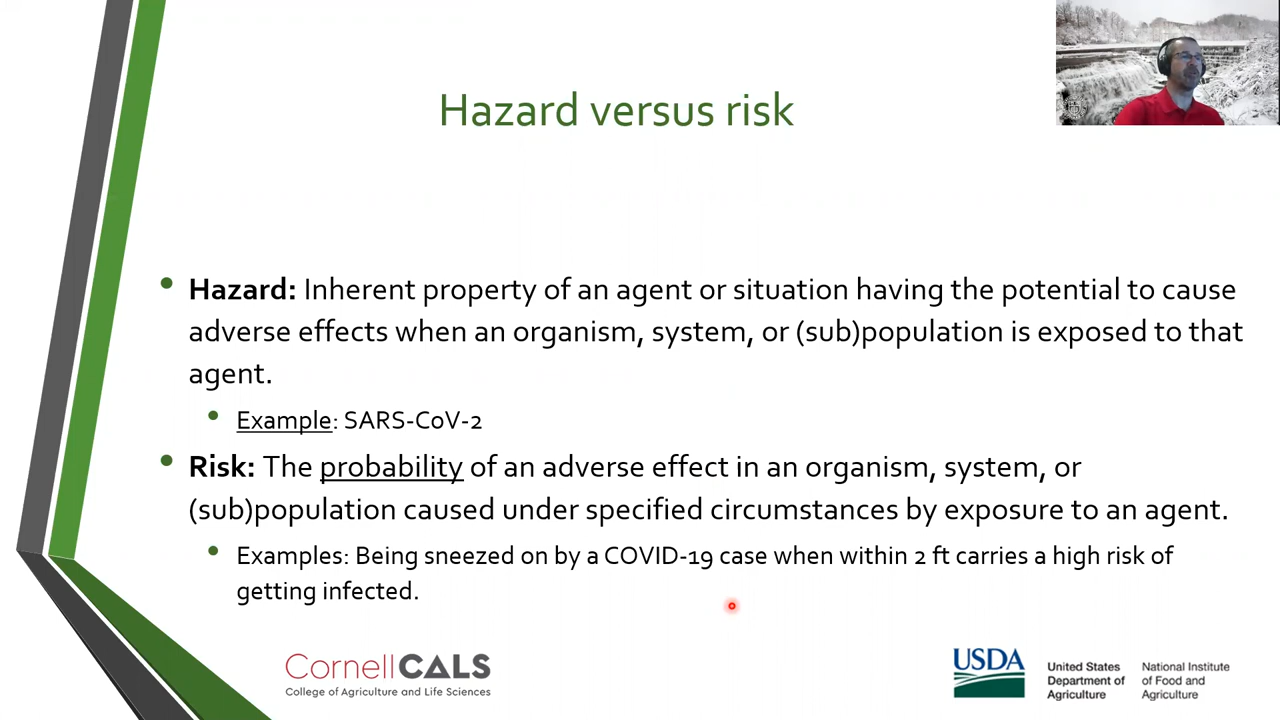 Hazard versus risk
• Hazard: Inherent property of an agent or situation having the potential to cause
adverse effects when an organism, system, or (sub)population is exposed to that
agent.
• Example: SARS-CoV-2
• Risk: The probability of an adverse effect in an organism, system, or
(sub)population caused under specified circumstances by exposure to an agent.
• Examples: Being sneezed on by a COVID-19 case when within 2 ft carries a high risk of
getting infected.
CornellCALS
College of Agriculture and Life Sciences
USDA
United States
Department of
Agriculture
National Institute
of Food and
Agriculture